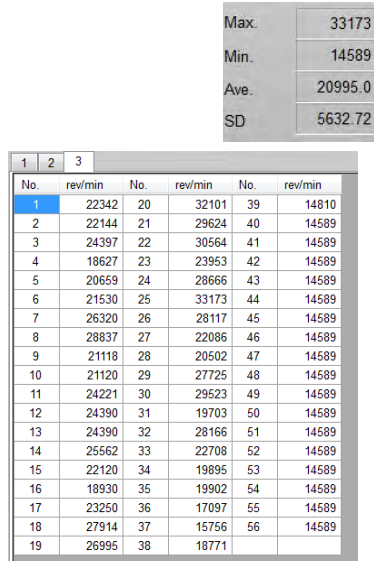 Max. 33173
Min. 14589
Ave. 20995.0
SD 5632.72
1 2 3
No. rev/min No. rev/min No. rev/min
1 22342 20 32101 39 14810
2 22144 21 29624 40 14589
3 24397 22 30564 41 14589
4 18627 23 23953 42 14589
5 20659 24 28666 43 14589
6 21530 25 33173 44 14589
7 26320 26 28117 45 14589
8 28837 27 22086 46 14589
9 21118 28 20502 47 14589
10 21120 29 27725 48 14589
11 24221 30 29523 49 14589
12 24390 31 19703 50 14589
13 24390 32 28166 51 14589
14 25562 33 22708 52 14589
15 22120 34 19895 53 14589
16 18930 35 19902 54 14589
17 23250 36 17097 55 14589
18 27914 37 15756 56 14589
19 26995 38 18771